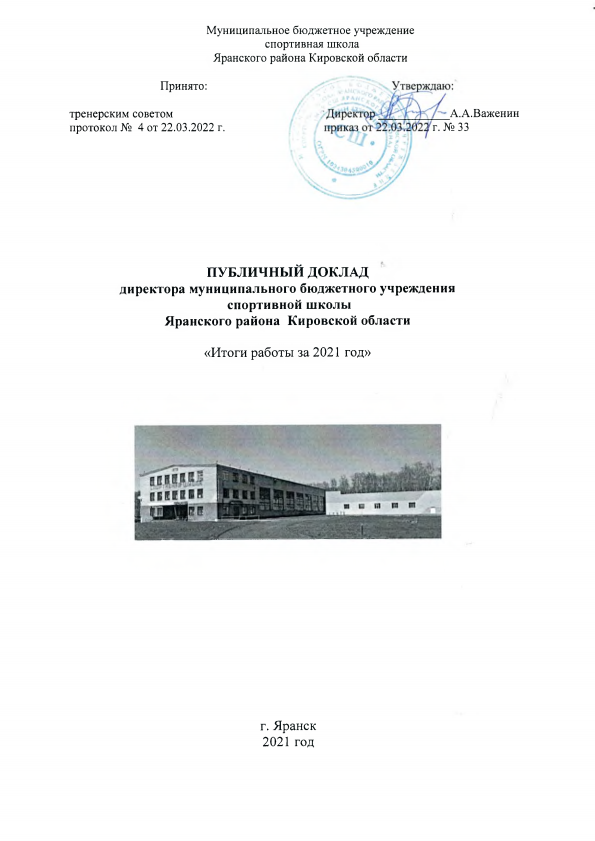 Муниципальное бюджетное учреждение
спортивная школа
Яранского района Кировской области
Принято: Утверждаю:
тренерским советом Директор А.А.Важенин
протокол № 4 от 22.03.2022 г. приказ от 22.03.2022 г. № 33
СШ
ПУБЛИЧНЫЙ ДОКЛАД
директора муниципального бюджетного учреждения
спортивной школы
Яранского района Кировской области
«Итоги работы за 2021 год»
г. Яранск
2021 год